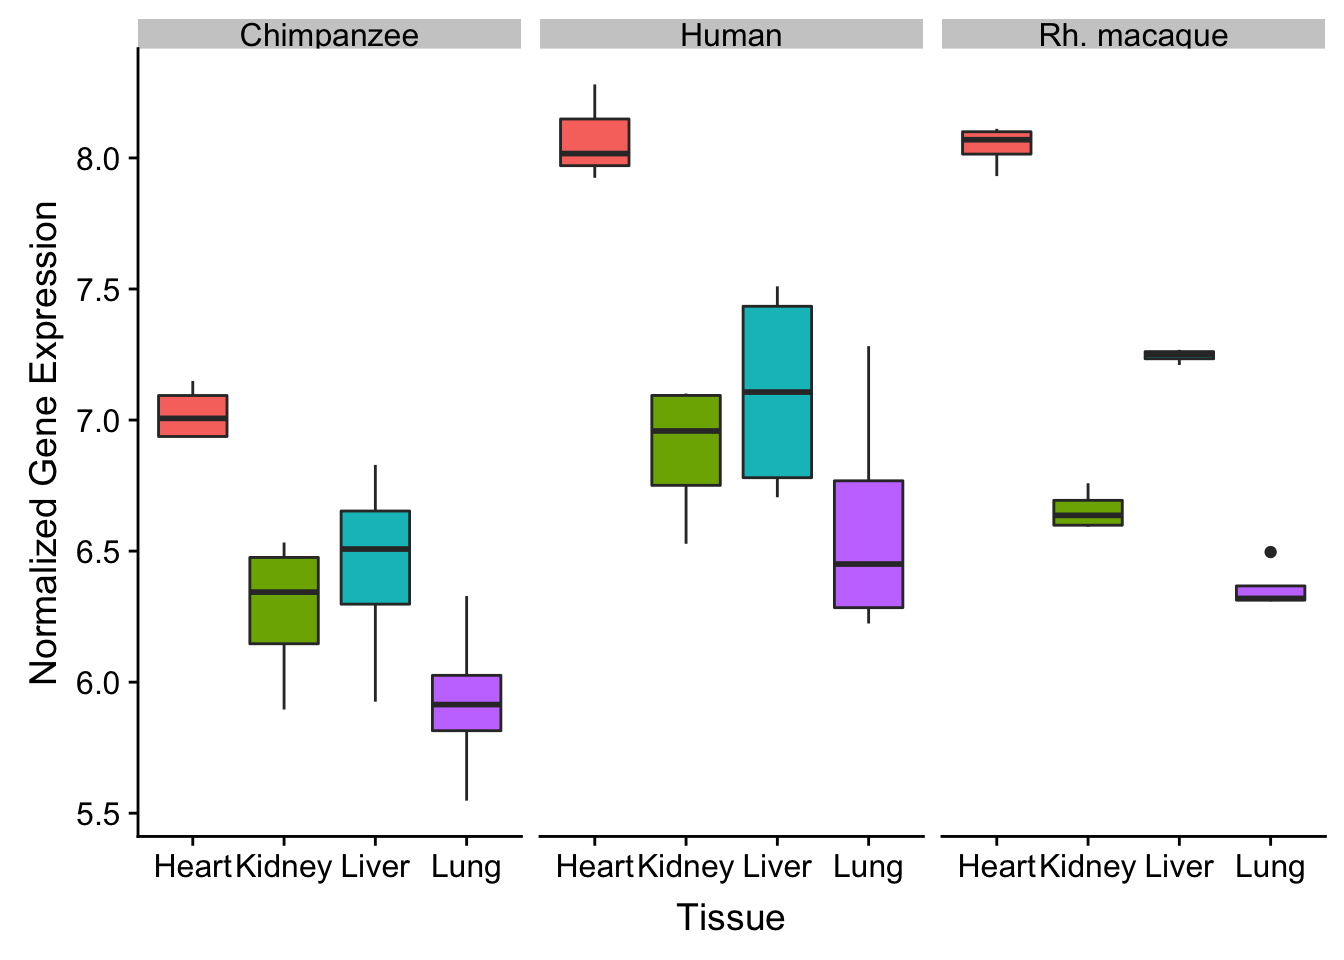 Chimpanzee Human Rh. macaque
Normalized Gene Expression
8.0
7.5
7.0
6.5
6.0
5.5
Heart Kidney Liver Lung Heart Kidney Liver Lung Heart Kidney Liver Lung
Tissue